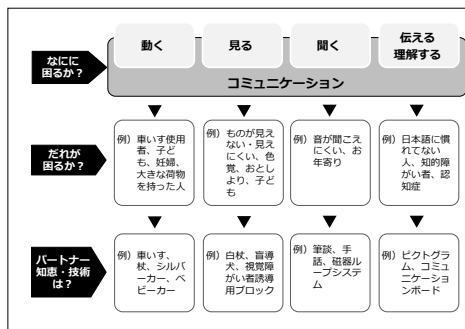 なにに
困るか？
動く
見る
聞く
伝える
理解する
コミュニケーション
だれが
困るか？
例）車いす使用
者、子ど
も、妊婦、
大きな荷物
を持った人
例）ものが見え
ない・見え
にくい、色
覚、おとし
より、子ど
も
例）音が聞こえ
にくい、お
年寄り
例）日本語に慣
れてない
人、知的障
がい者、認
知症
パートナー
知恵・技術
は？
例）車いす、
杖、シルバ
ーカー、ベ
ビーカー
例）白杖、盲導
犬、視覚障
がい者誘導
用ブロック
例）筆談、手
話、磁器ル
ープシステ
ム
例）ピクトグラ
ム、コミュ
ニケーショ
ンボード